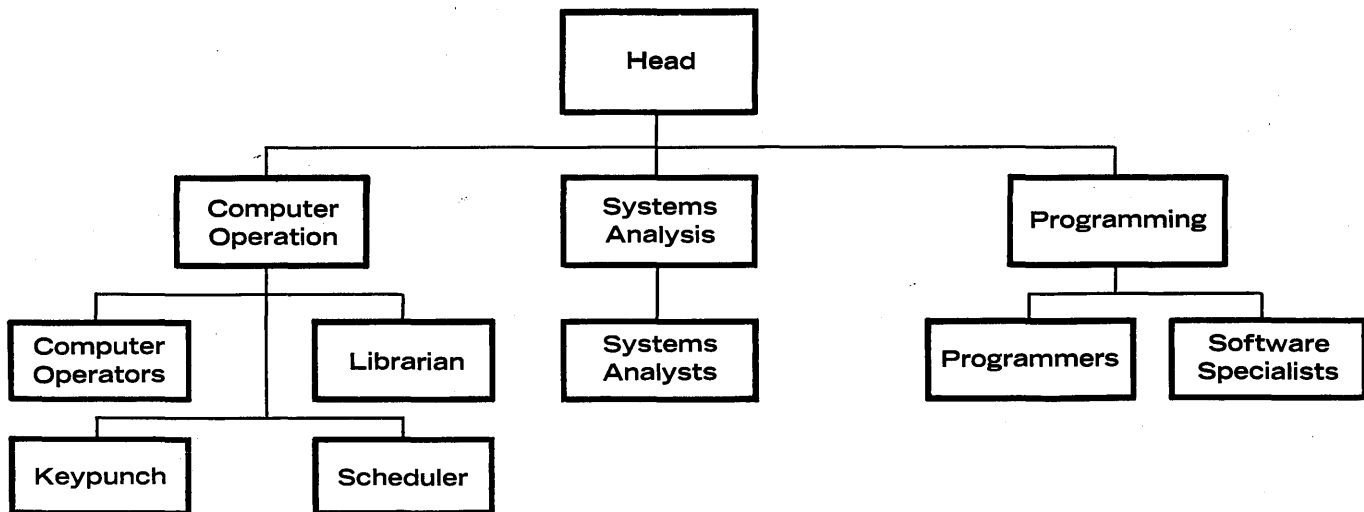 Head
Computer
Operation
Systems
Analysis
Programming
Computer
Operators
Librarian
Systems
Analysts
Programmers
Software
Specialists
Keypunch
Scheduler